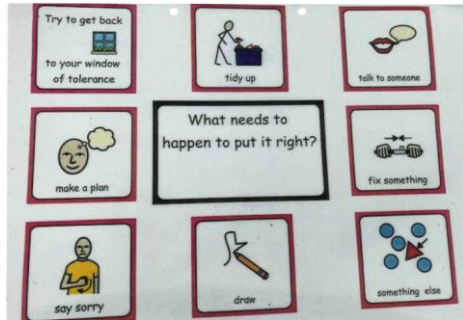 Try to get back
to your window
of tolerance
tidy up
talk to someone
make a plan
What needs to
happen to put it right?
fix something
say sorry
draw
something else